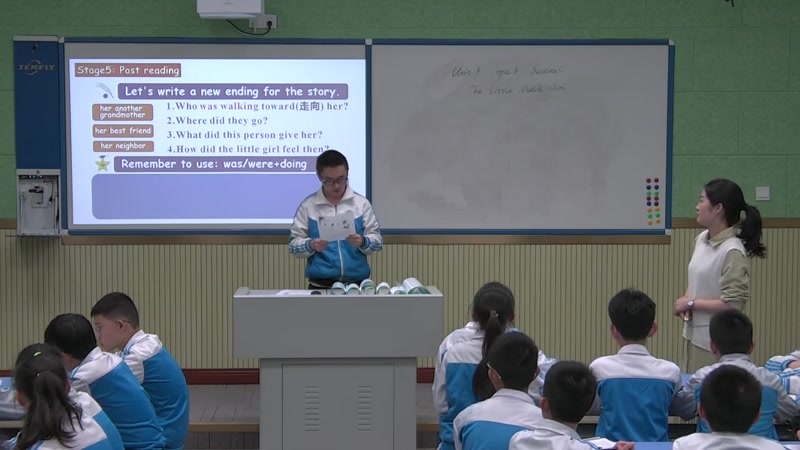 TENFIT
Stage5: Post reading
Let's write a new ending for the story.
her another
grandmother
her best friend
her neighbor
1.Who was walking toward(走向) her?
2.Where did they go?
3.What did this person give her?
4.How did the little girl feel then?
Remember to use: was/were+doing
The Little Match